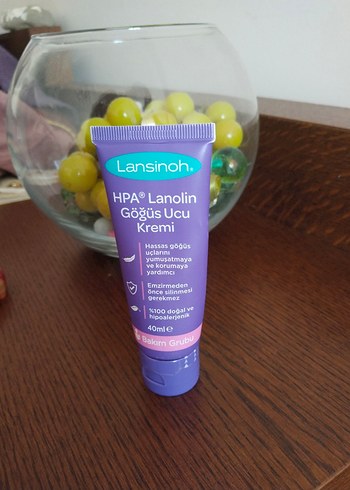 Lansinoh®
HPA® Lanolin
Göğüs Ucu
Kremi
Hassas göğüs
uçlarını
yumuşatmaya
ve korumaya
yardımcı
Emzirmeden
önce silinmesi
gerekmez
%100 doğal ve
hipoalerjenik
40ml℮
Bakım Grubu